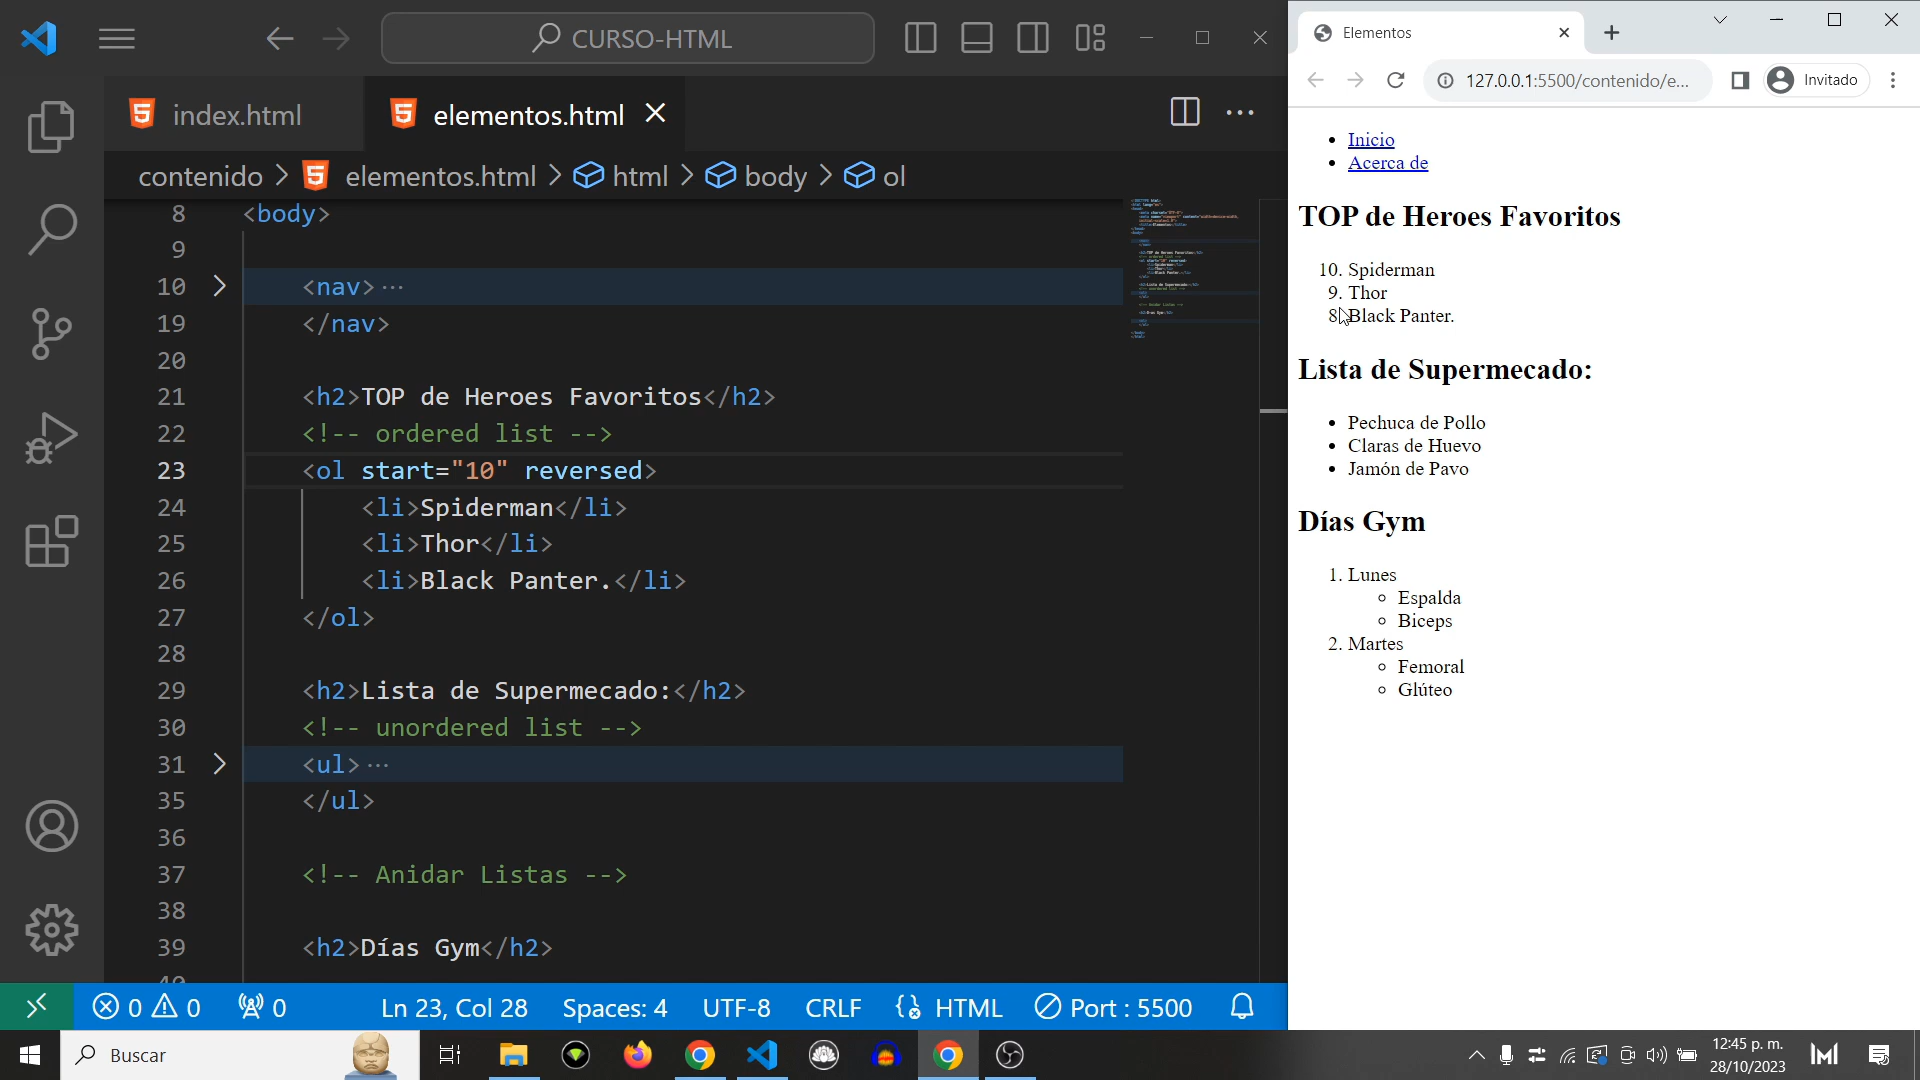 CURSO-HTML
index.html
elementos.html
contenido > elementos.html > html > body > ol
8 <body>
9
10 <nav>···
19 </nav>
20
21 <h2>TOP de Heroes Favoritos</h2>
22 <!-- ordered list -->
23 <ol start="10" reversed>
24 <li>Spiderman</li>
25 <li>Thor</li>
26 <li>Black Panter.</li>
27 </ol>
28
29 <h2>Lista de Supermecado:</h2>
30 <!-- unordered list -->
31 <ul>···
35 </ul>
36
37 <!-- Anidar Listas -->
38
39 <h2>Días Gym</h2>
40
0 0 0 Ln 23, Col 28 Spaces: 4 UTF-8 CRLF HTML Port : 5500
Elementos
127.0.0.1:5500/contenido/e... Invitado
• Inicio
• Acerca de
TOP de Heroes Favoritos
10. Spiderman
9. Thor
8. Black Panter.
Lista de Supermecado:
• Pechuca de Pollo
• Claras de Huevo
• Jamón de Pavo
Días Gym
1. Lunes
◦ Espalda
◦ Biceps
2. Martes
◦ Femoral
◦ Glúteo
Buscar
12:45 p. m.
28/10/2023